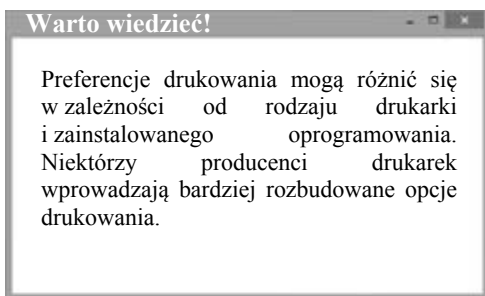 Warto wiedzieć!
Preferencje drukowania mogą różnić się
w zależności od rodzaju drukarki
i zainstalowanego oprogramowania.
Niektórzy producenci drukarek
wprowadzają bardziej rozbudowane opcje
drukowania.